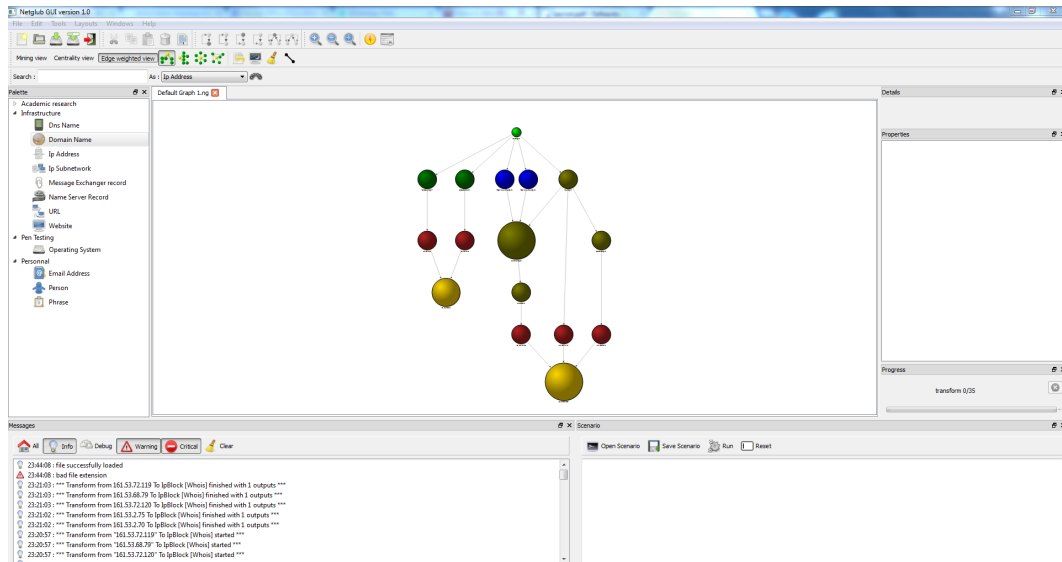 Netglub GUI version 1.0
File Edit Tools Layouts Windows Help
Mining view Centrality view Edge weighted view
Search : As : Ip Address
Palette
Default Graph 1.ng
Details
Academic research
Infrastructure
Dns Name
Domain Name
Ip Address
Ip Subnetwork
Message Exchanger record
Name Server Record
URL
Website
Pen Testing
Operating System
Personnal
Email Address
Person
Phrase
Properties
Progress
transform 0/35
Messages
Scenario
All Info Debug Warning Critical Clear
Open Scenario Save Scenario Run Reset
23:44:08 : file successfully loaded
23:44:08 : bad file extension
23:21:03 : *** Transform from 161.53.72.119 To IpBlock [Whois] finished with 1 outputs ***
23:21:03 : *** Transform from 161.53.68.79 To IpBlock [Whois] finished with 1 outputs ***
23:21:03 : *** Transform from 161.53.72.120 To IpBlock [Whois] finished with 1 outputs ***
23:21:02 : *** Transform from 161.53.2.75 To IpBlock [Whois] finished with 1 outputs ***
23:21:02 : *** Transform from 161.53.2.70 To IpBlock [Whois] finished with 1 outputs ***
23:20:57 : *** Transform from "161.53.72.119" To IpBlock [Whois] started ***
23:20:57 : *** Transform from "161.53.68.79" To IpBlock [Whois] started ***
23:20:57 : *** Transform from "161.53.72.120" To IpBlock [Whois] started ***